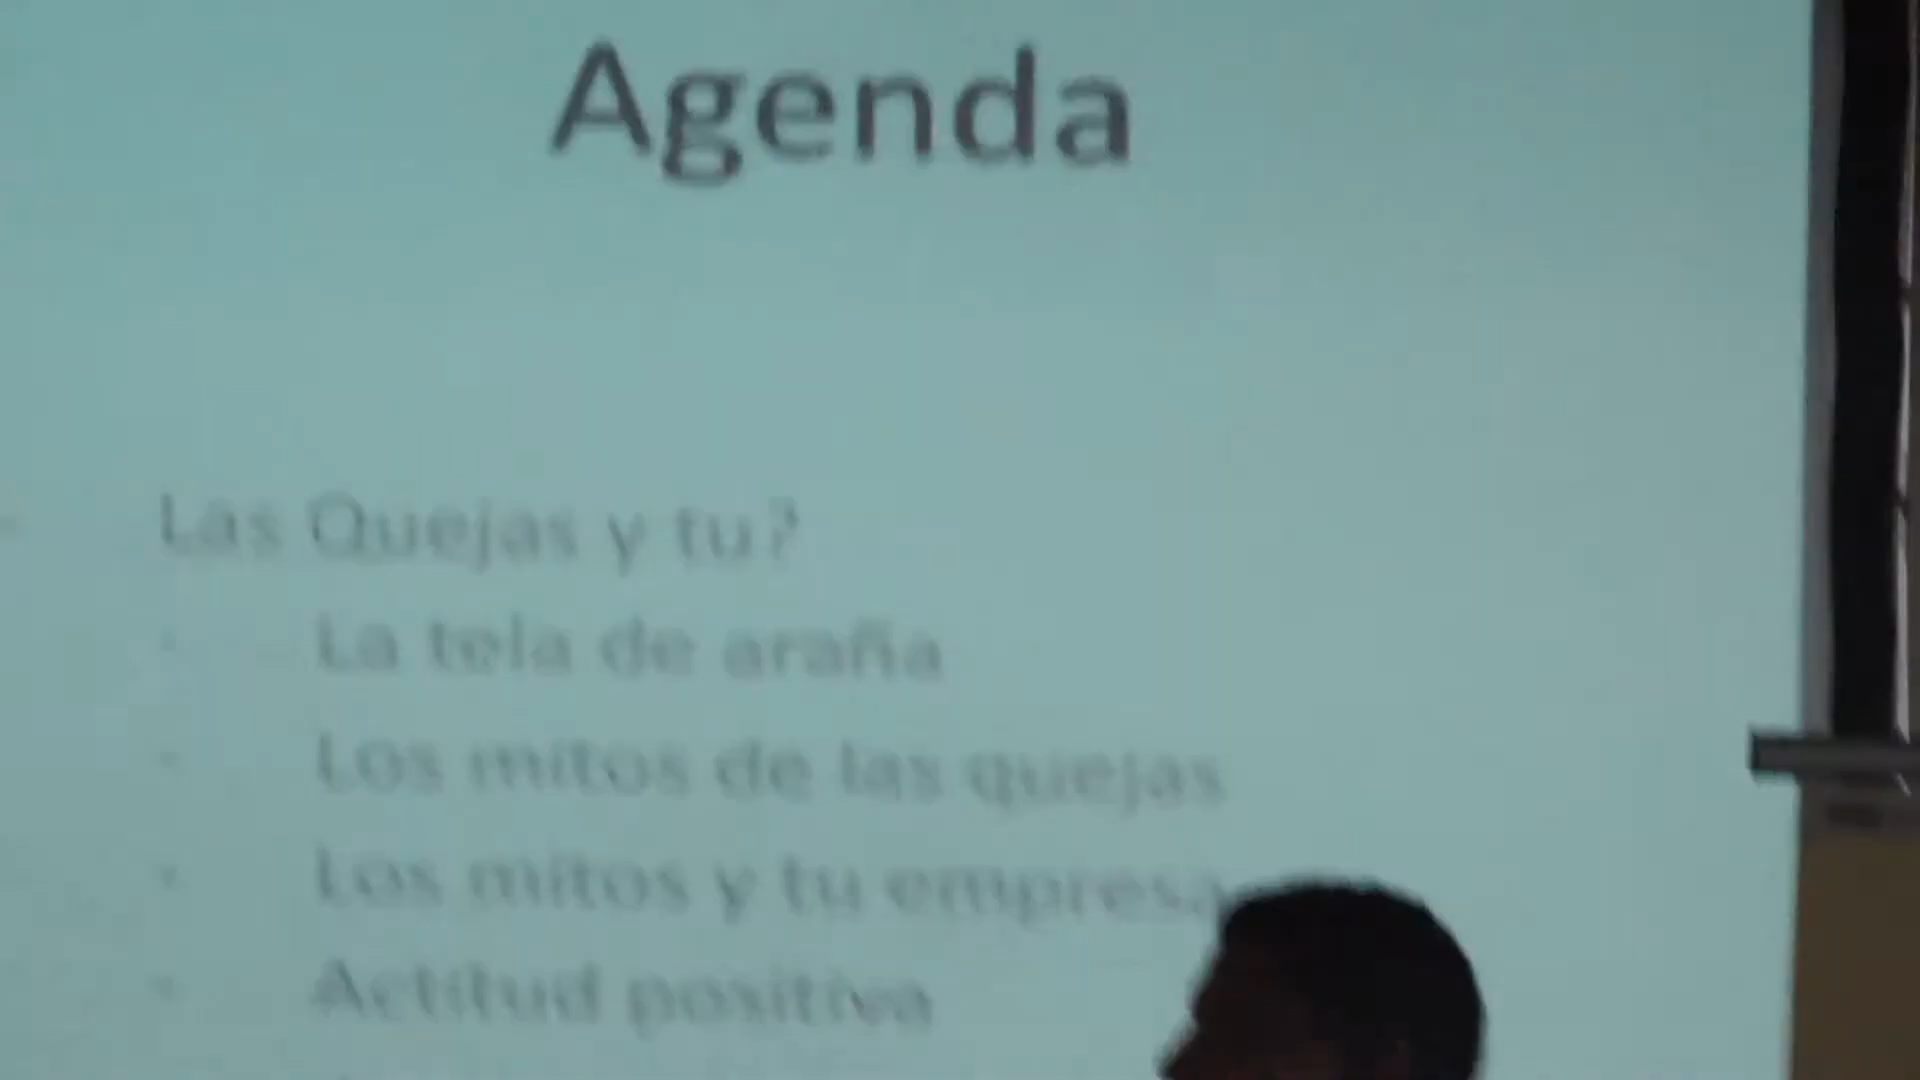 Agenda
Las Quejas y tu?
La tela de araña
Los mitos de las quejas
Los mitos y tu empresa
Actitud positiva